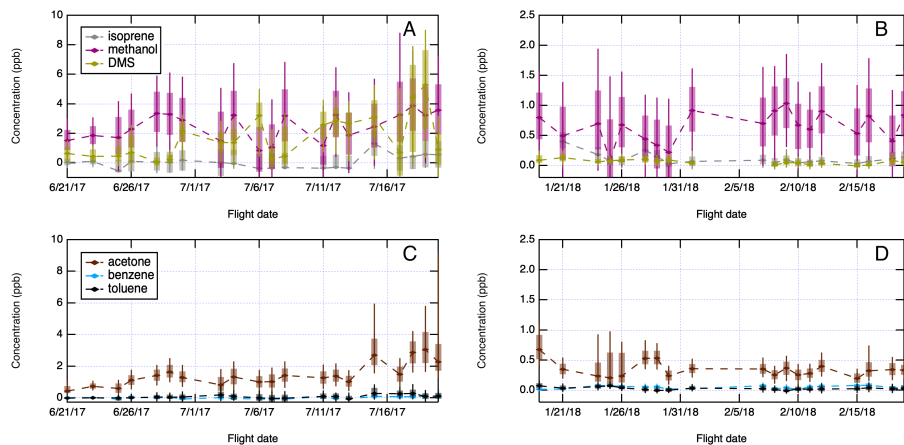 A
10
8
6
4
2
0
Concentration (ppb)
isoprene
methanol
DMS
6/21/17
6/26/17
7/1/17
7/6/17
7/11/17
7/16/17
Flight date
B
2.5
2.0
1.5
1.0
0.5
0.0
Concentration (ppb)
1/21/18
1/26/18
1/31/18
2/5/18
2/10/18
2/15/18
Flight date
C
10
8
6
4
2
0
Concentration (ppb)
acetone
benzene
toluene
6/21/17
6/26/17
7/1/17
7/6/17
7/11/17
7/16/17
Flight date
D
2.5
2.0
1.5
1.0
0.5
0.0
Concentration (ppb)
1/21/18
1/26/18
1/31/18
2/5/18
2/10/18
2/15/18
Flight date